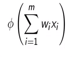 ϕ(∑_{i=1}^{m} w_i x_i)